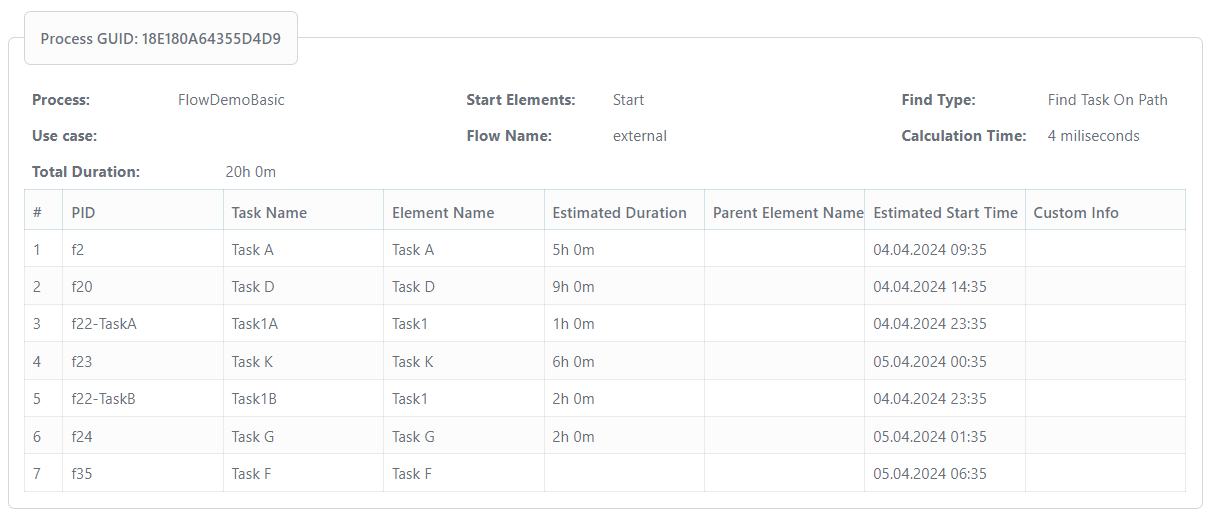 Process GUID: 18E180A64355D4D9
Process: FlowDemoBasic Start Elements: Start Find Type: Find Task On Path
Use case: Flow Name: external Calculation Time: 4 miliseconds
Total Duration: 20h 0m
# PID Task Name Element Name Estimated Duration Parent Element Name Estimated Start Time Custom Info
1 f2 Task A Task A 5h 0m 04.04.2024 09:35
2 f20 Task D Task D 9h 0m 04.04.2024 14:35
3 f22-TaskA Task1A Task1 1h 0m 04.04.2024 23:35
4 f23 Task K Task K 6h 0m 05.04.2024 00:35
5 f22-TaskB Task1B Task1 2h 0m 04.04.2024 23:35
6 f24 Task G Task G 2h 0m 05.04.2024 01:35
7 f35 Task F Task F 05.04.2024 06:35